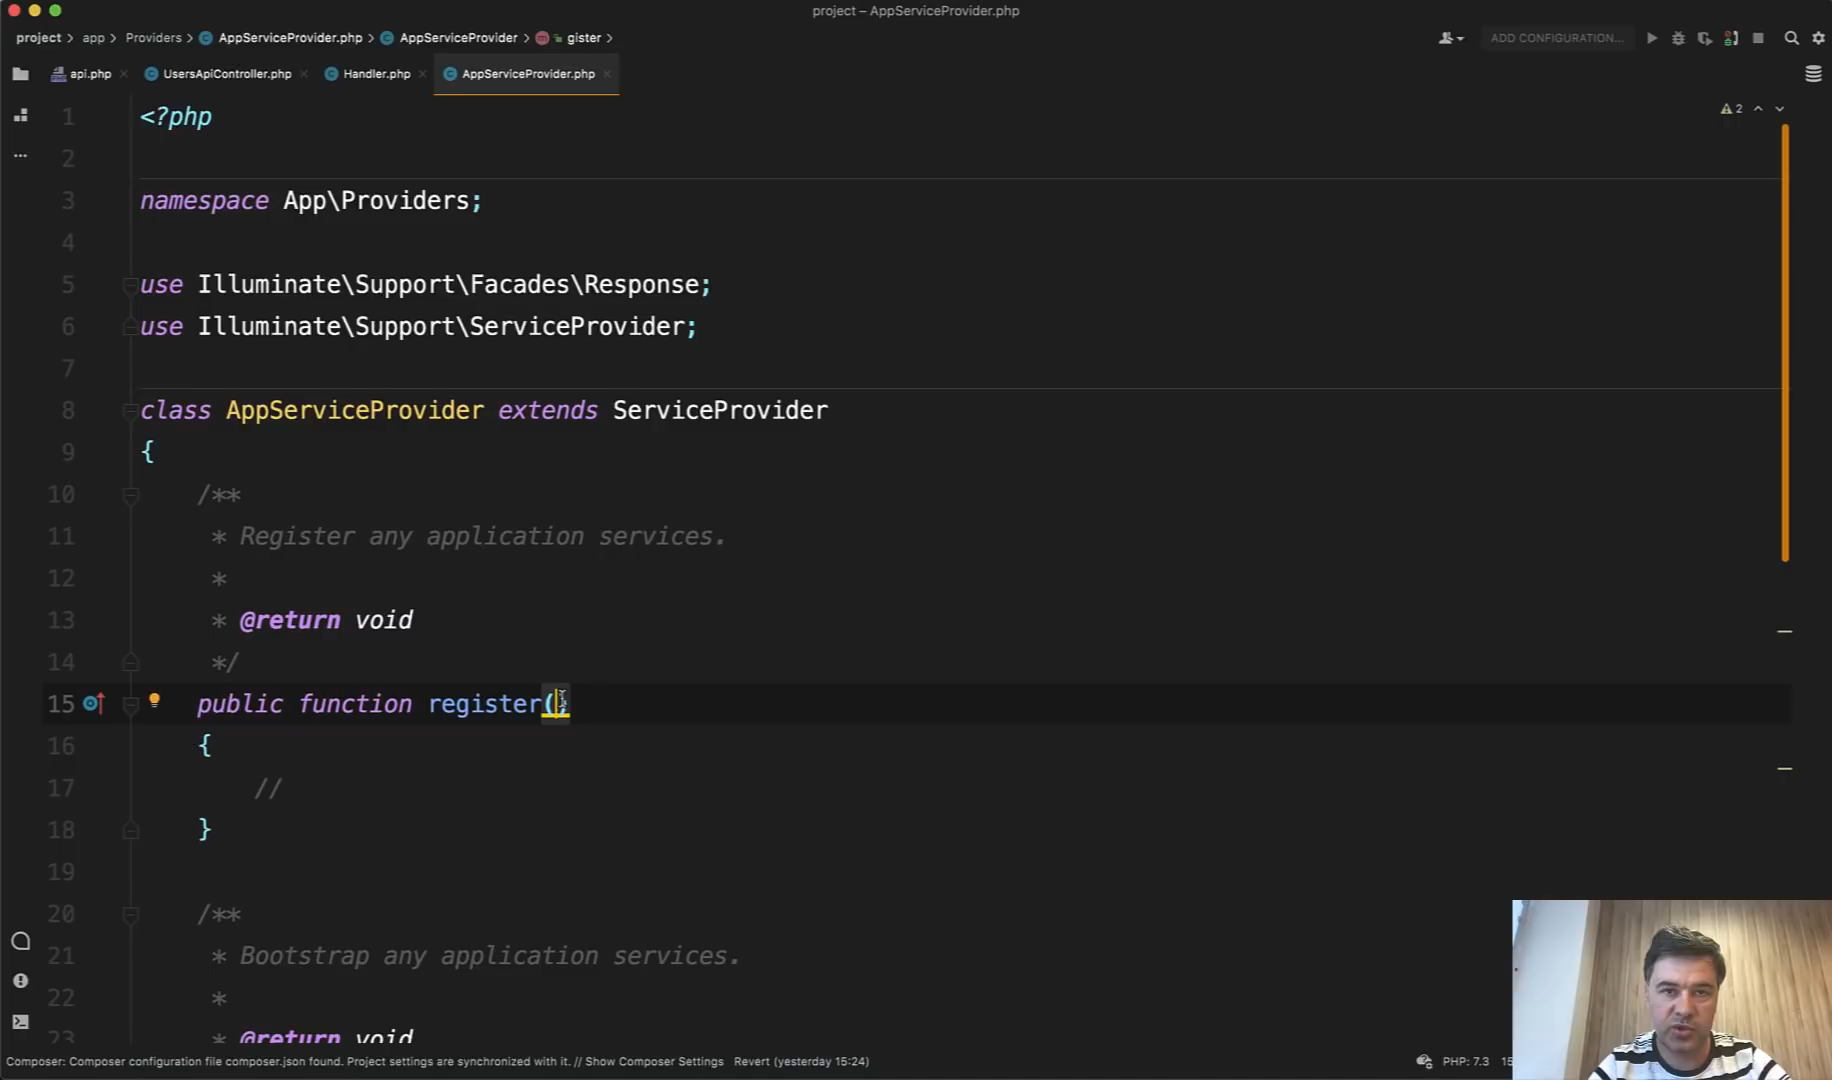 project – AppServiceProvider.php
project > app > Providers > AppServiceProvider.php > AppServiceProvider > gister >
ADD CONFIGURATION...
api.php × UsersApiController.php × Handler.php × AppServiceProvider.php ×
2
1 <?php
2
3 namespace App\Providers;
4
5 use Illuminate\Support\Facades\Response;
6 use Illuminate\Support\ServiceProvider;
7
8 class AppServiceProvider extends ServiceProvider
9 {
10 /**
11 * Register any application services.
12 *
13 * @return void
14 */
15 public function register()
16 {
17 //
18 }
19
20 /**
21 * Bootstrap any application services.
22 *
23 * @return void
Composer: Composer configuration file composer.json found. Project settings are synchronized with it. // Show Composer Settings Revert (yesterday 15:24)
PHP: 7.3 15